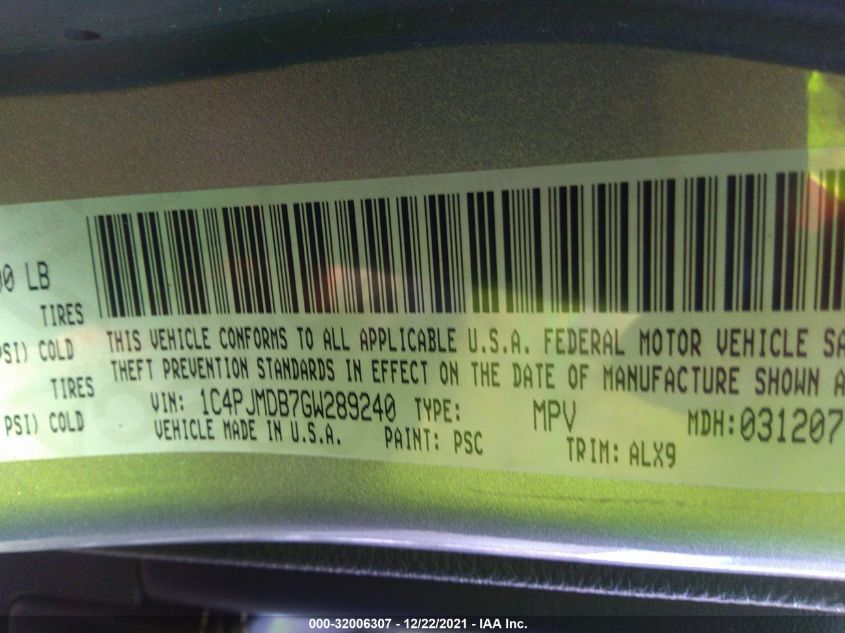 00 LB
TIRES
PSI) COLD
TIRES
PSI) COLD
THIS VEHICLE CONFORMS TO ALL APPLICABLE U.S.A. FEDERAL MOTOR VEHICLE SA
THEFT PREVENTION STANDARDS IN EFFECT ON THE DATE OF MANUFACTURE SHOWN A
VIN: 1C4PJMDB7GW289240 TYPE: MPV MDH:031207
VEHICLE MADE IN U.S.A. PAINT: PSC TRIM: ALX9
000-32006307 - 12/22/2021 - IAA Inc.